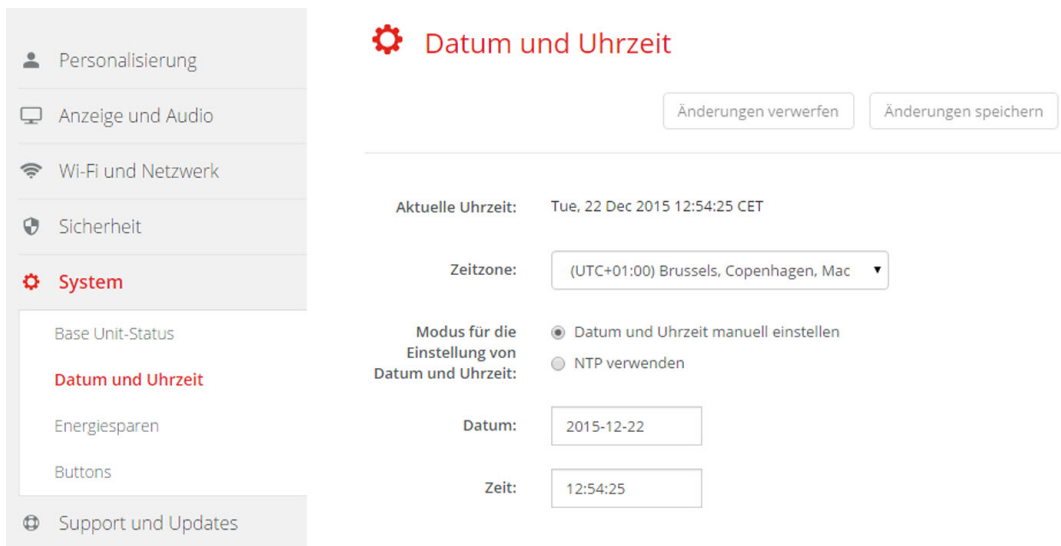 Personalisierung
Anzeige und Audio
Wi-Fi und Netzwerk
Sicherheit
System
Base Unit-Status
Datum und Uhrzeit
Energiesparen
Buttons
Support und Updates
Datum und Uhrzeit
Änderungen verwerfen
Änderungen speichern
Aktuelle Uhrzeit: Tue, 22 Dec 2015 12:54:25 CET
Zeitzone: (UTC+01:00) Brussels, Copenhagen, Mac
Modus für die
Einstellung von
Datum und Uhrzeit:
Datum und Uhrzeit manuell einstellen
NTP verwenden
Datum: 2015-12-22
Zeit: 12:54:25